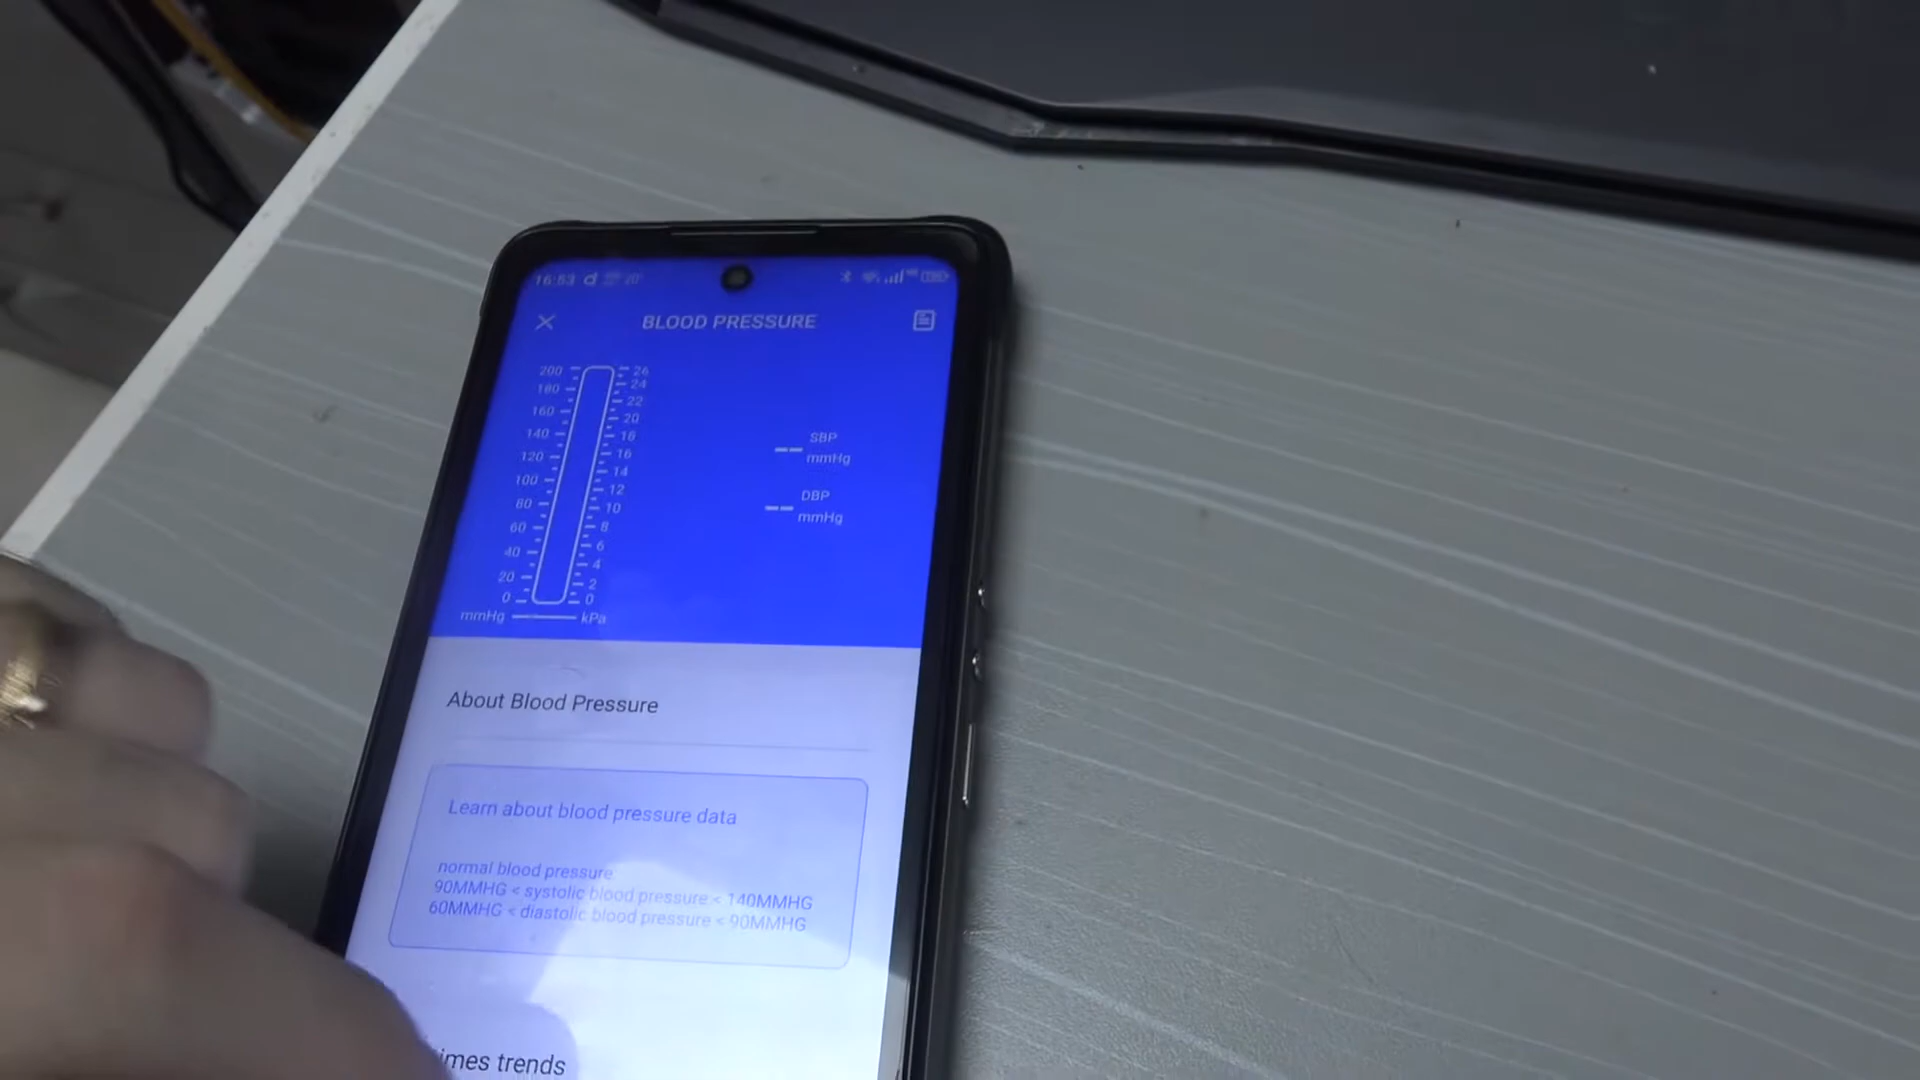 16:53
BLOOD PRESSURE
200 26
180 24
160 22
140 20
120 18
100 16
80 14
60 12
40 10
20 8
0 6
4
2
0
mmHg kPa
-- SBP
mmHg
-- DBP
mmHg
About Blood Pressure
Learn about blood pressure data
normal blood pressure
90MMHG < systolic blood pressure < 140MMHG
60MMHG < diastolic blood pressure < 90MMHG
imes trends